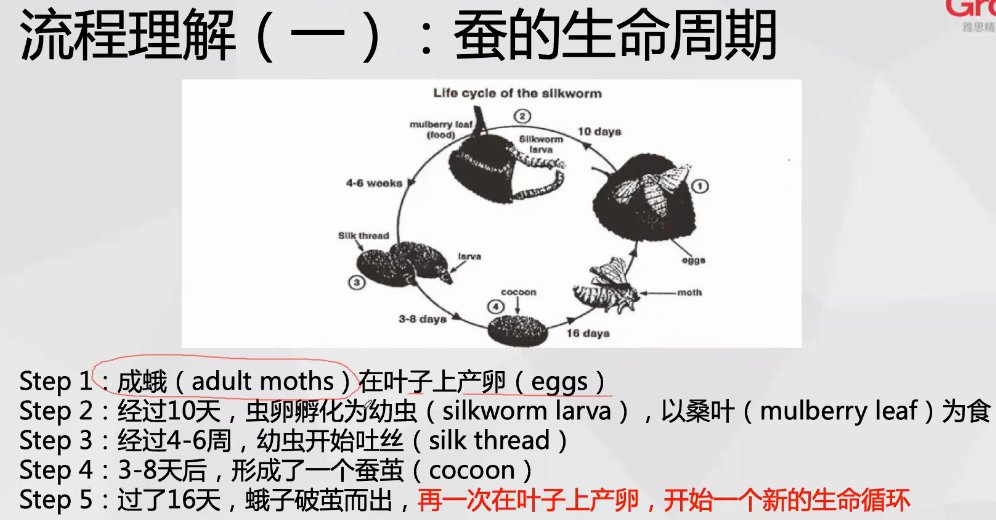 流程理解（一）：蚕的生命周期
雅思精
Life cycle of the silkworm
②
mulberry leaf
(food)
Silkworm
larva
10 days
①
4-6 weeks
eggs
Silk thread
larva
③
cocoon
④
moth
3-8 days
16 days
Step 1：成蛾（adult moths）在叶子上产卵（eggs）
Step 2：经过10天，虫卵孵化为幼虫（silkworm larva），以桑叶（mulberry leaf）为食
Step 3：经过4-6周，幼虫开始吐丝（silk thread）
Step 4：3-8天后，形成了一个蚕茧（cocoon）
Step 5：过了16天，蛾子破茧而出，再一次在叶子上产卵，开始一个新的生命循环